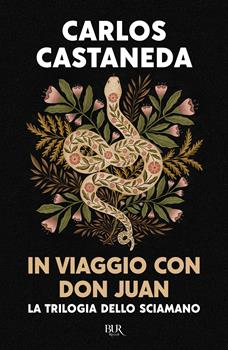 CARLOS
CASTANEDA
IN VIAGGIO CON
DON JUAN
LA TRILOGIA DELLO SCIAMANO
BUR